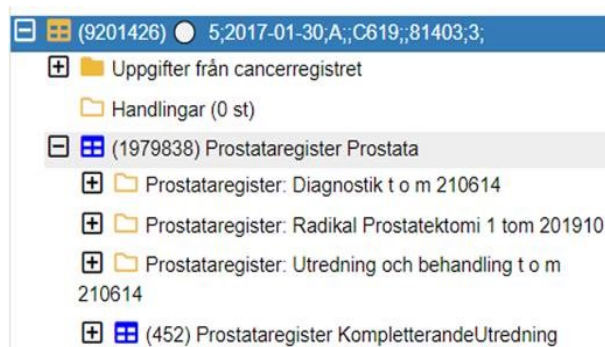 (9201426) 5;2017-01-30;A;;C619;;81403;3;
Uppgifter från cancerregistret
Handlingar (0 st)
(1979838) Prostataregister Prostata
Prostataregister: Diagnostik t o m 210614
Prostataregister: Radikal Prostatektomi 1 tom 201910
Prostataregister: Utredning och behandling t o m
210614
(452) Prostataregister KompletterandeUtredning